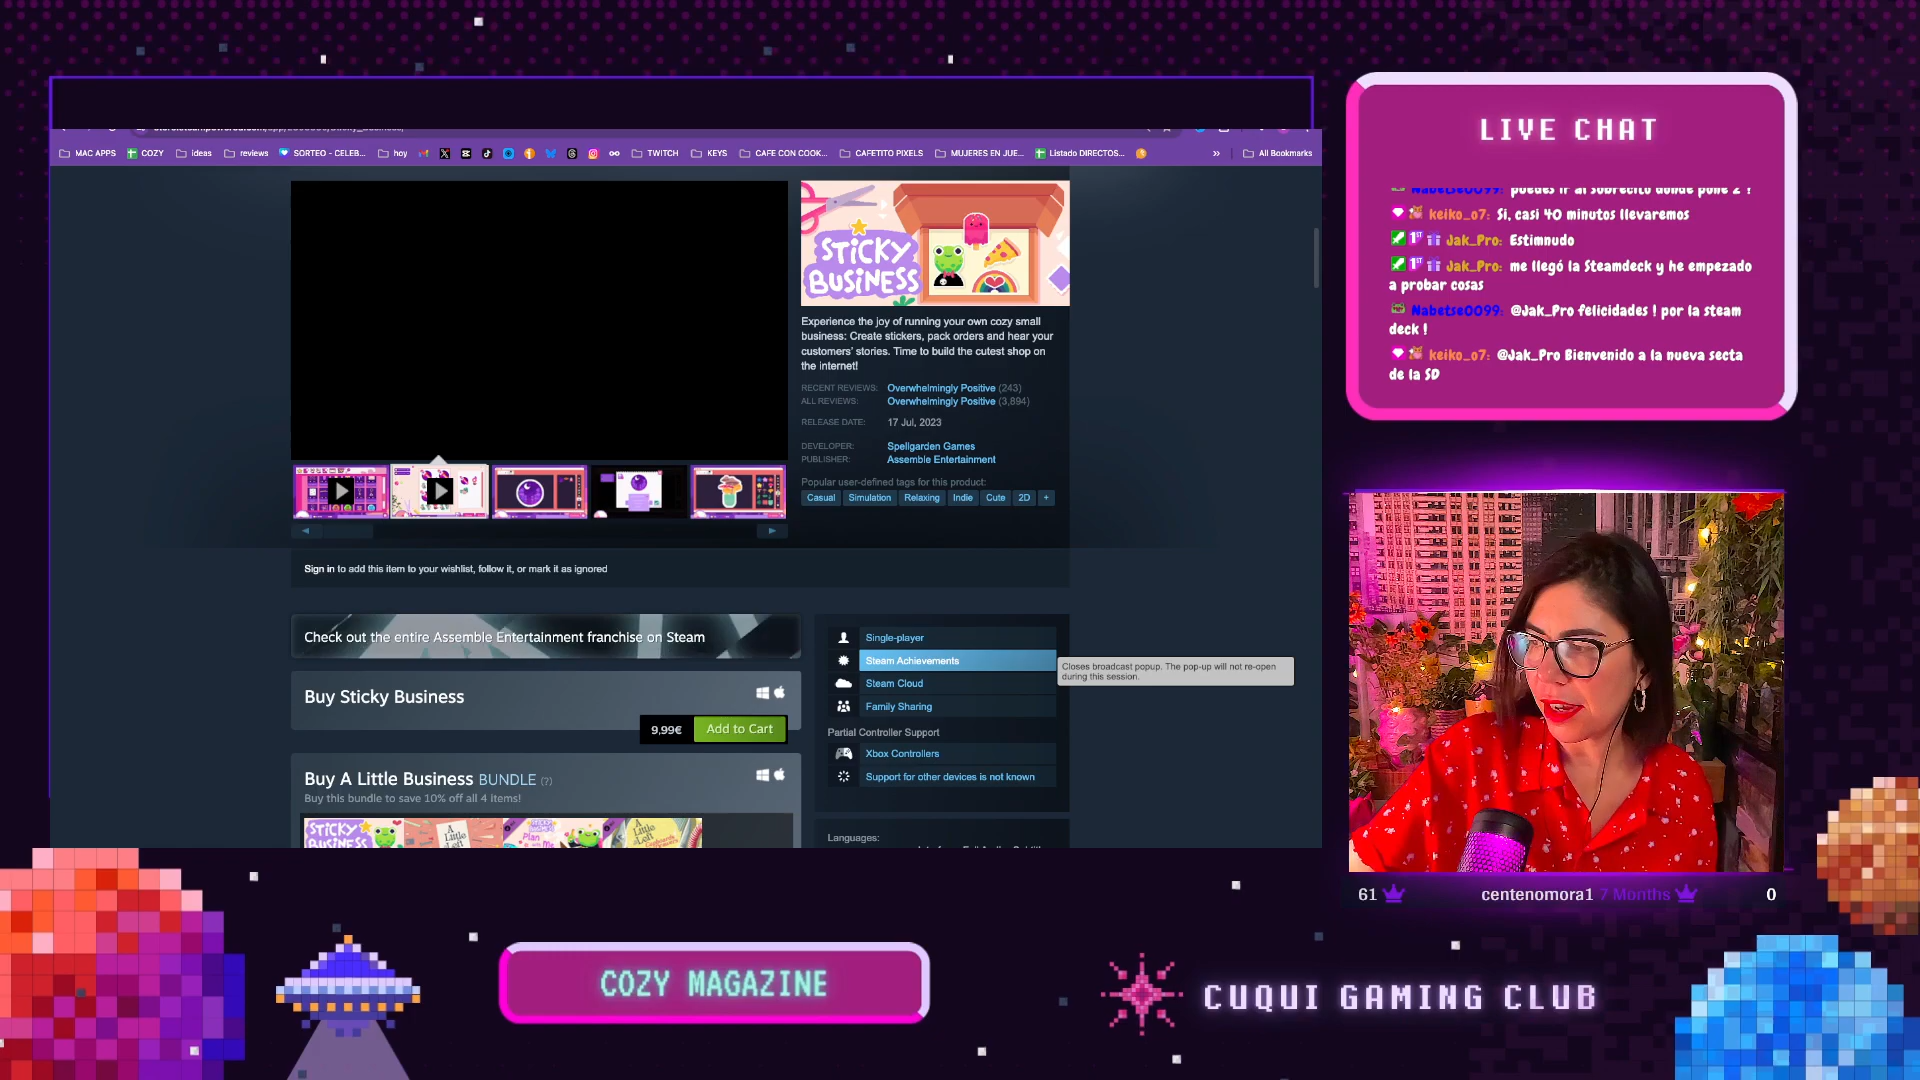 MAC APPS
COZY
ideas
reviews
SORTEO - CELEB...
hoy
TWITCH
KEYS
CAFE CON COOK...
CAFETITO PIXELS
MUJERES EN JUE...
Listado DIRECTOS...
»
All Bookmarks
STICKY
BUSINESS
Experience the joy of running your own cozy small
business: Create stickers, pack orders and hear your
customers' stories. Time to build the cutest shop on
the internet!
RECENT REVIEWS: Overwhelmingly Positive (243)
ALL REVIEWS: Overwhelmingly Positive (3,894)
RELEASE DATE: 17 Jul, 2023
DEVELOPER: Spellgarden Games
PUBLISHER: Assemble Entertainment
Popular user-defined tags for this product:
Casual Simulation Relaxing Indie Cute 2D +
Sign in to add this item to your wishlist, follow it, or mark it as ignored
Check out the entire Assemble Entertainment franchise on Steam
Buy Sticky Business
9,99€ Add to Cart
Buy A Little Business BUNDLE (?)
Buy this bundle to save 10% off all 4 items!
STICKY
BUSINESS
Single-player
Steam Achievements
Steam Cloud
Family Sharing
Partial Controller Support
Xbox Controllers
Support for other devices is not known
Languages:
Closes broadcast popup. The pop-up will not re-open
during this session.
LIVE CHAT
Nabetse0099: puedes ir al sobrecito donde pone 2 !
keiko_o7: Si, casi 40 minutos llevaremos
Jak_Pro: Estimnudo
Jak_Pro: me llegó la Steamdeck y he empezado
a probar cosas
Nabetse0099: @Jak_Pro felicidades ! por la steam
deck !
keiko_o7: @Jak_Pro Bienvenido a la nueva secta
de la SD
61
centenomora1 7 Months
0
COZY MAGAZINE
CUQUI GAMING CLUB